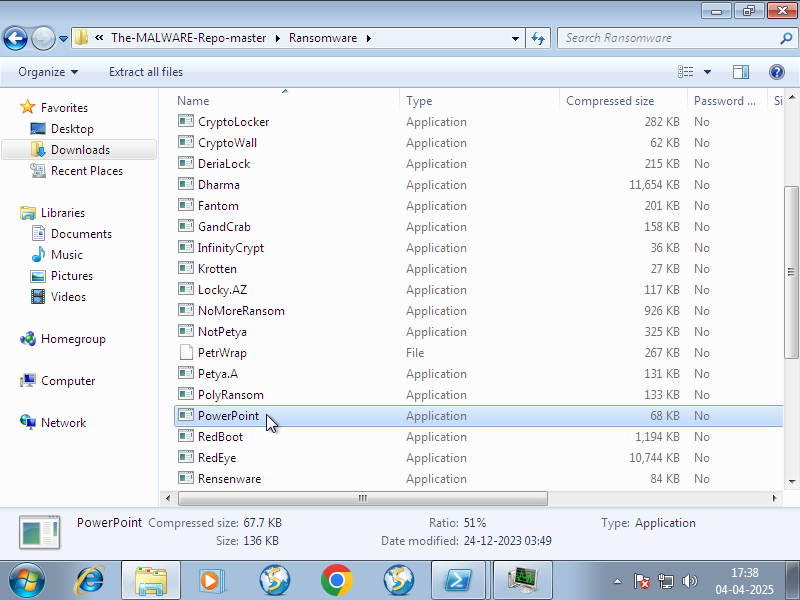 « The-MALWARE-Repo-master Ransomware Search Ransomware
Organize Extract all files
Name Type Compressed size Password ... Si
CryptoLocker Application 282 KB No
CryptoWall Application 62 KB No
DeriaLock Application 215 KB No
Dharma Application 11,654 KB No
Fantom Application 201 KB No
GandCrab Application 158 KB No
InfinityCrypt Application 36 KB No
Krotten Application 27 KB No
Locky.AZ Application 117 KB No
NoMoreRansom Application 926 KB No
NotPetya Application 325 KB No
PetrWrap File 267 KB No
Petya.A Application 131 KB No
PolyRansom Application 133 KB No
PowerPoint Application 68 KB No
RedBoot Application 1,194 KB No
RedEye Application 10,744 KB No
Rensenware Application 84 KB No
Favorites
Desktop
Downloads
Recent Places
Libraries
Documents
Music
Pictures
Videos
Homegroup
Computer
Network
PowerPoint Compressed size: 67.7 KB Ratio: 51% Type: Application
Size: 136 KB Date modified: 24-12-2023 03:49
17:38
04-04-2025